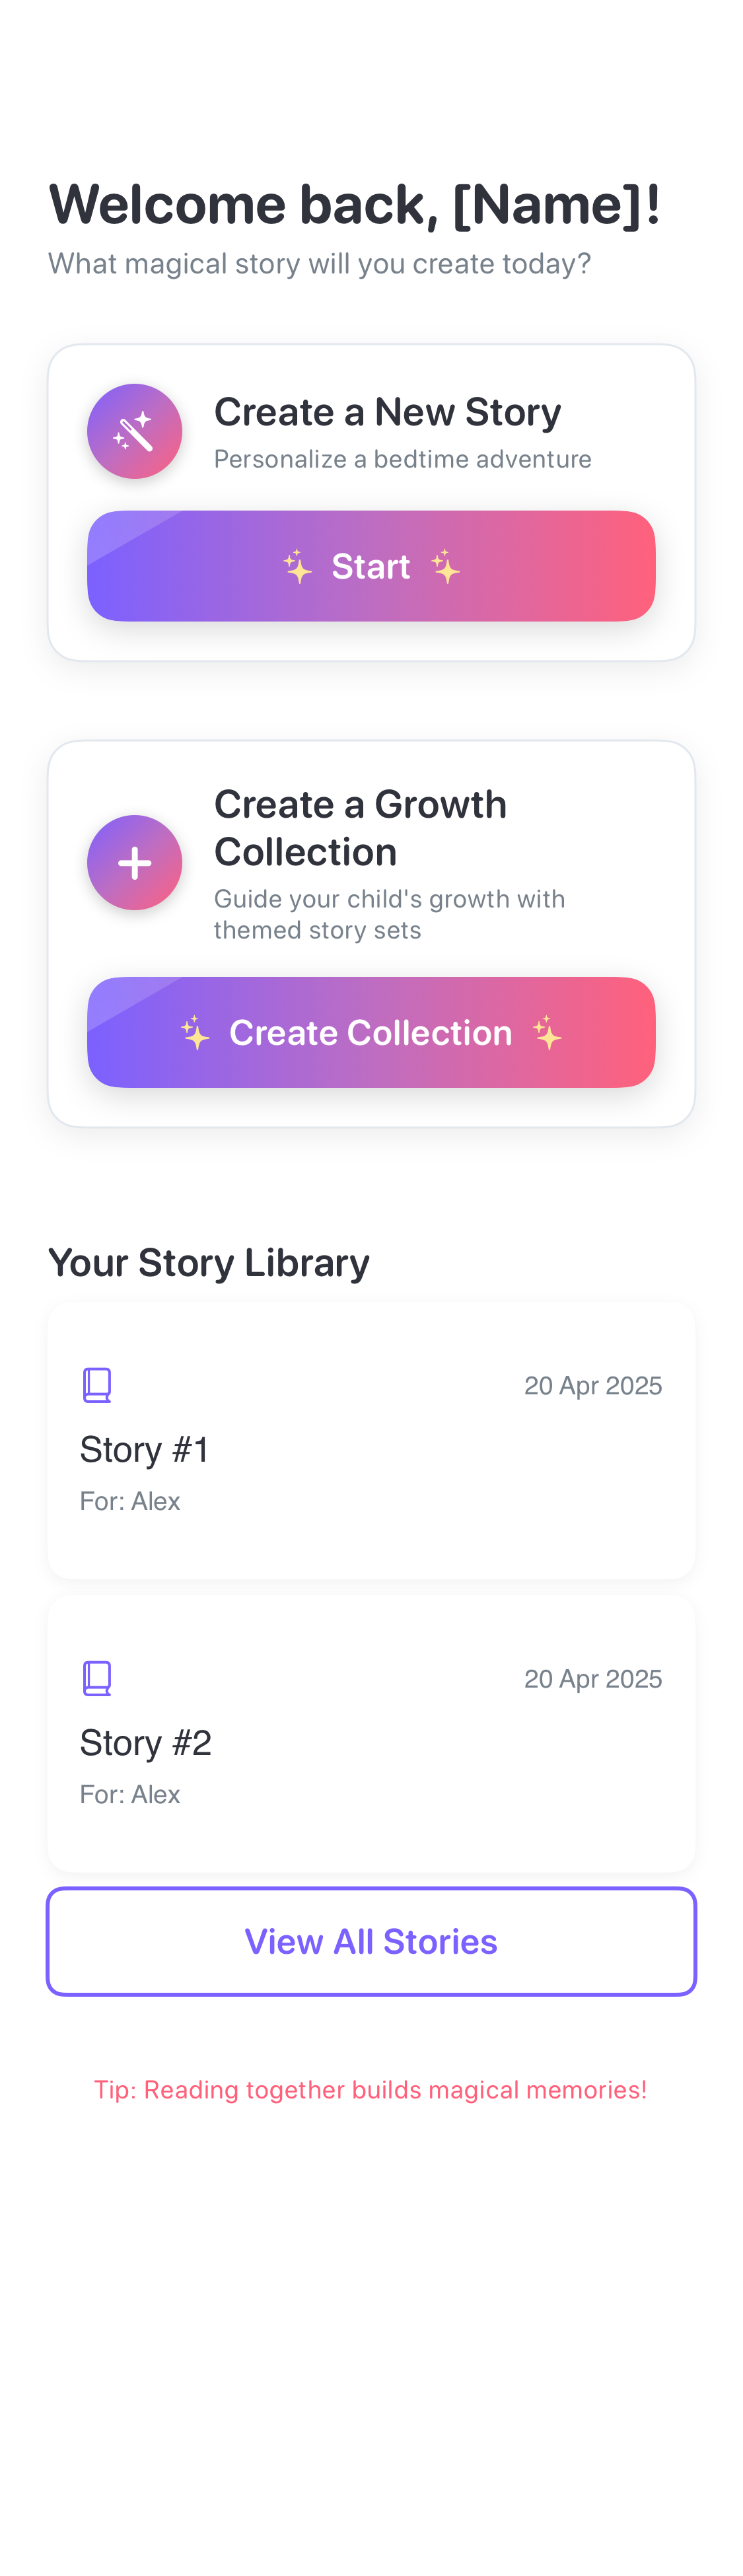 Welcome back, [Name]!
What magical story will you create today?
Create a New Story
Personalize a bedtime adventure
Start
Create a Growth
Collection
Guide your child's growth with
themed story sets
Create Collection
Your Story Library
20 Apr 2025
Story #1
For: Alex
20 Apr 2025
Story #2
For: Alex
View All Stories
Tip: Reading together builds magical memories!